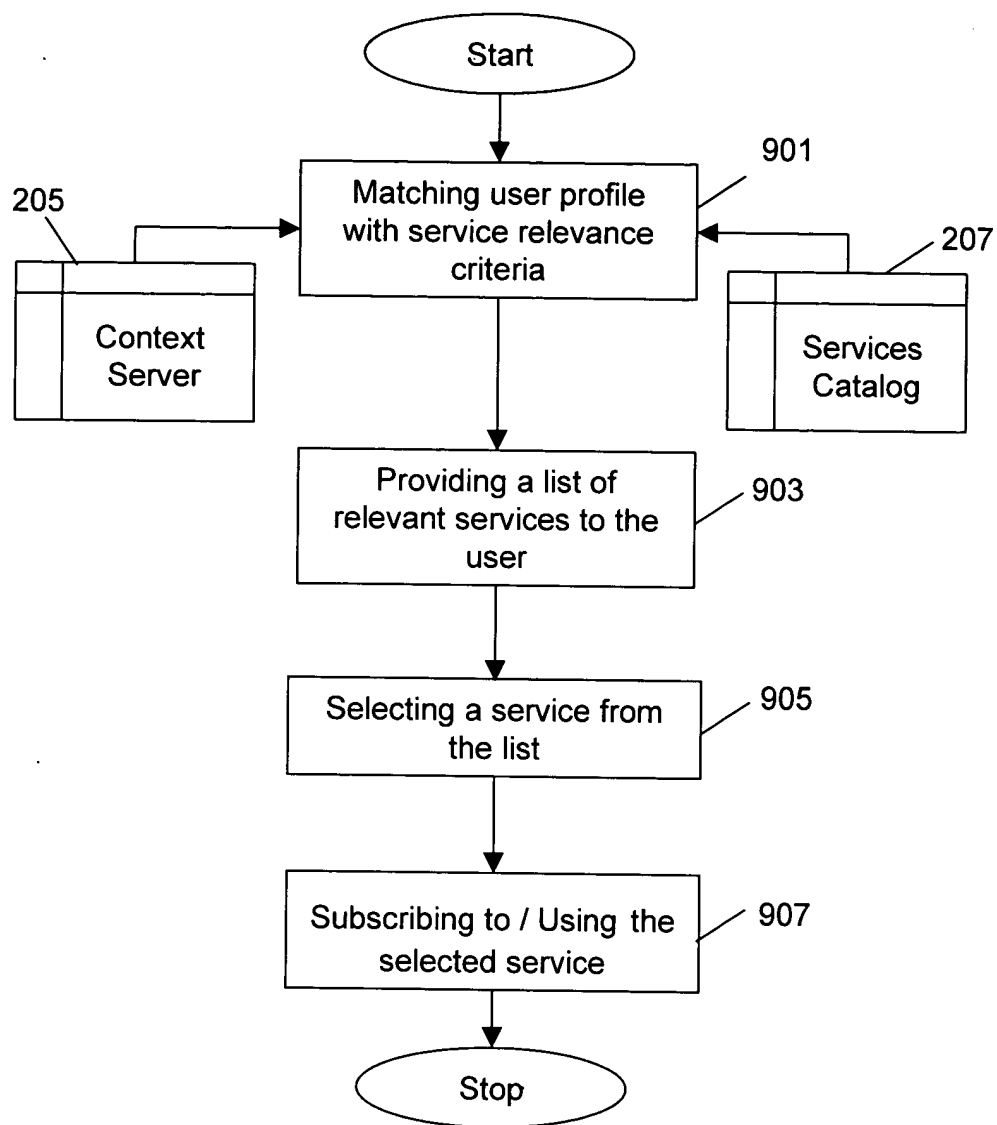 Start
901
Matching user profile
with service relevance
criteria
205
207
Context
Server
Services
Catalog
Providing a list of
relevant services to the
user
903
Selecting a service from
the list
905
Subscribing to / Using the
selected service
907
Stop